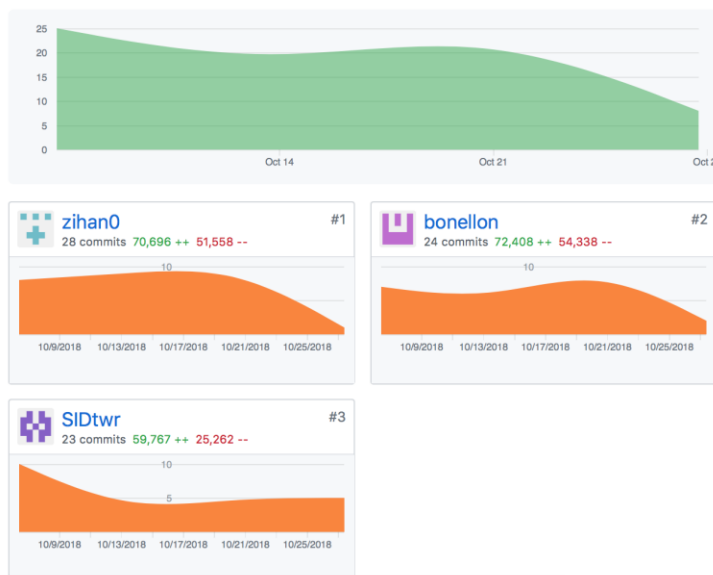 25
20
15
10
5
0
Oct 14 Oct 21 Oct 2
zihan0 #1
28 commits 70,696 ++ 51,558 --
10
10/9/2018 10/13/2018 10/17/2018 10/21/2018 10/25/2018
bonellon #2
24 commits 72,408 ++ 54,338 --
10
10/9/2018 10/13/2018 10/17/2018 10/21/2018 10/25/2018
SIDtwr #3
23 commits 59,767 ++ 25,262 --
10
5
10/9/2018 10/13/2018 10/17/2018 10/21/2018 10/25/2018